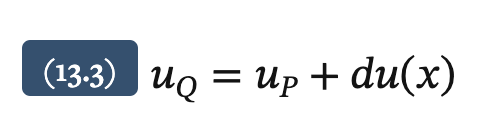 (13.3) u_Q = u_P + du(x)